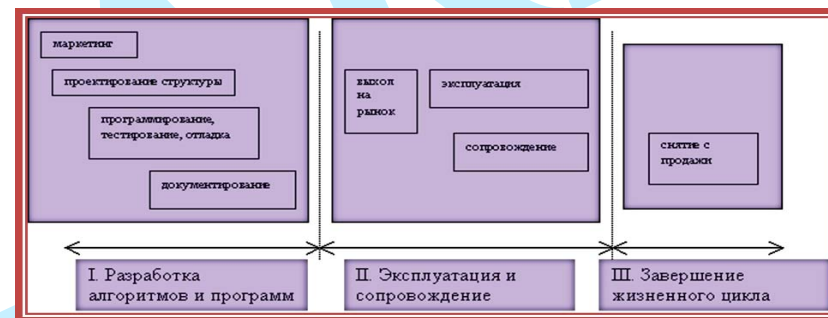 маркетинг
проектирование структуры
программирование,
тестирование, отладка
документирование
выход
на
рынок
эксплуатация
сопровождение
снятие с
продажи
I. Разработка
алгоритмов и программ
II. Эксплуатация и
сопровождение
III. Завершение
жизненного цикла